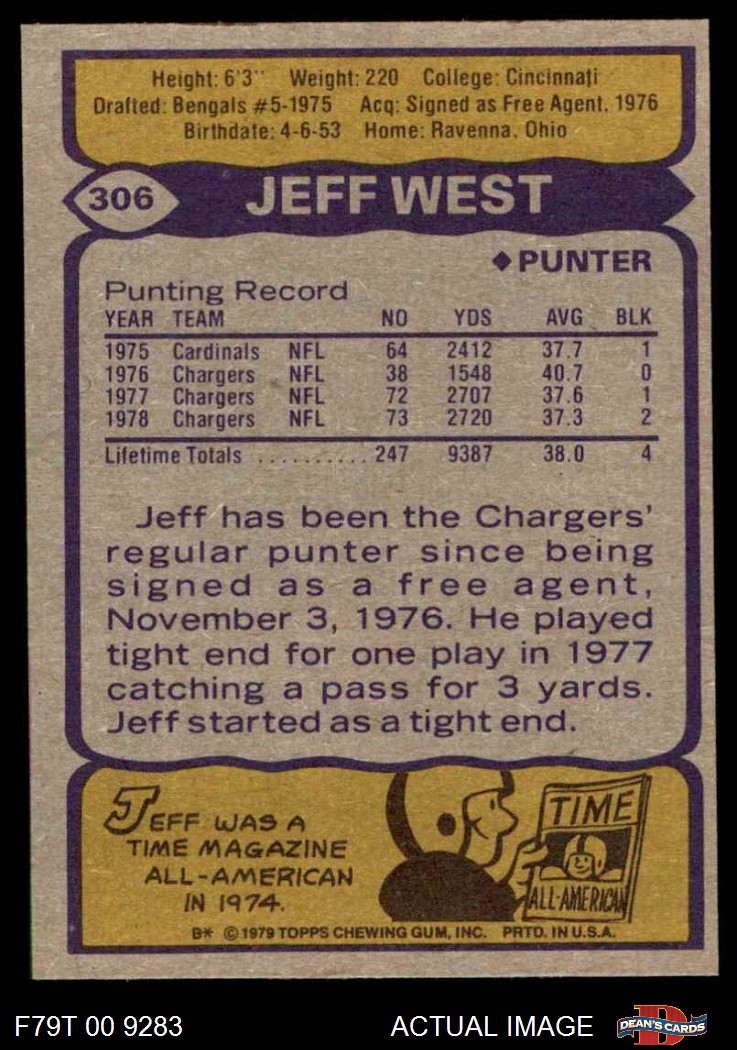 Height: 6'3" Weight: 220 College: Cincinnati
Drafted: Bengals #5-1975 Acq: Signed as Free Agent, 1976
Birthdate: 4-6-53 Home: Ravenna, Ohio
306 JEFF WEST
◆ PUNTER
Punting Record
YEAR TEAM NO YDS AVG BLK
1975 Cardinals NFL 64 2412 37.7 1
1976 Chargers NFL 38 1548 40.7 0
1977 Chargers NFL 72 2707 37.6 1
1978 Chargers NFL 73 2720 37.3 2
Lifetime Totals .......... 247 9387 38.0 4
Jeff has been the Chargers'
regular punter since being
signed as a free agent,
November 3, 1976. He played
tight end for one play in 1977
catching a pass for 3 yards.
Jeff started as a tight end.
JEFF WAS A
TIME MAGAZINE
ALL-AMERICAN
IN 1974.
TIME
ALL-AMERICAN
B* © 1979 TOPPS CHEWING GUM, INC. PRTD. IN U.S.A.
F79T 00 9283 ACTUAL IMAGE D DEAN'S CARDS